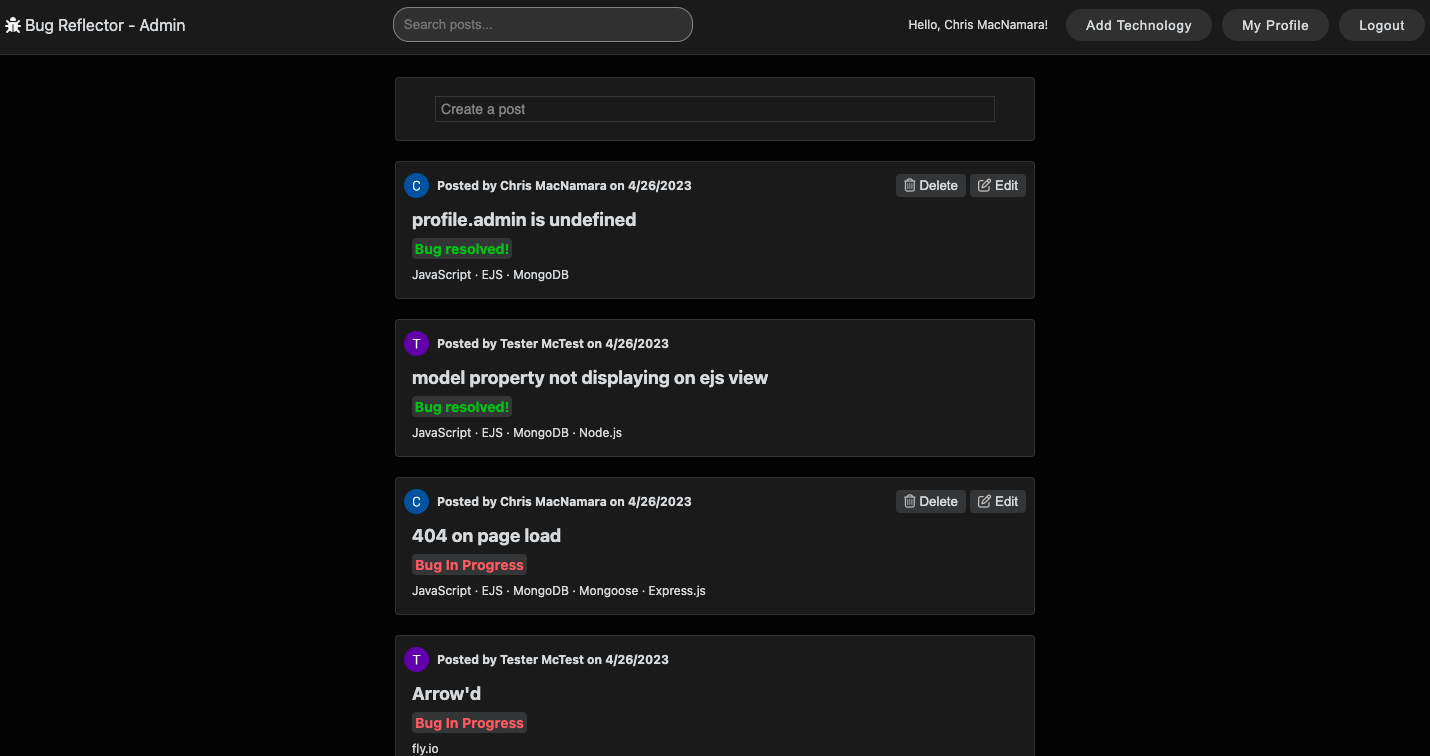 Bug Reflector - Admin
Search posts...
Hello, Chris MacNamara!
Add Technology
My Profile
Logout
Create a post
C
Posted by Chris MacNamara on 4/26/2023
Delete
Edit
profile.admin is undefined
Bug resolved!
JavaScript · EJS · MongoDB
T
Posted by Tester McTest on 4/26/2023
model property not displaying on ejs view
Bug resolved!
JavaScript · EJS · MongoDB · Node.js
C
Posted by Chris MacNamara on 4/26/2023
Delete
Edit
404 on page load
Bug In Progress
JavaScript · EJS · MongoDB · Mongoose · Express.js
T
Posted by Tester McTest on 4/26/2023
Arrow'd
Bug In Progress
fly.io